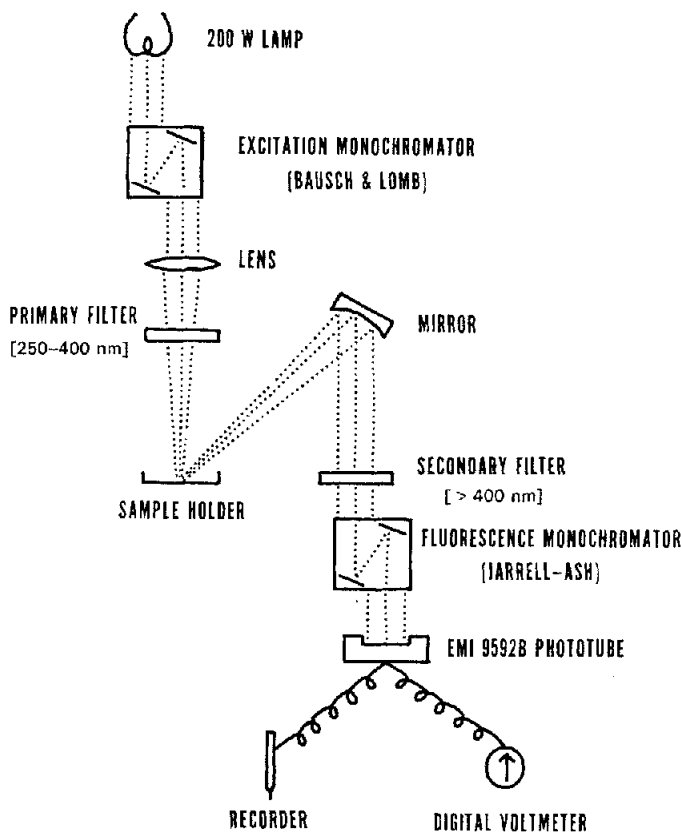 200 W LAMP
EXCITATION MONOCHROMATOR
(BAUSCH & LOMB)
LENS
PRIMARY FILTER
[250–400 nm]
MIRROR
SAMPLE HOLDER
SECONDARY FILTER
[ > 400 nm]
FLUORESCENCE MONOCHROMATOR
(JARRELL–ASH)
EMI 9592B PHOTOTUBE
RECORDER
DIGITAL VOLTMETER